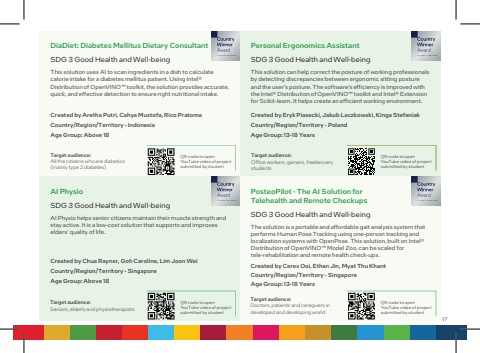 DiaDiet: Diabetes Mellitus Dietary Consultant
Country
Winner
Award
SDG 3 Good Health and Well-being
This solution uses AI to scan ingredients in a dish to calculate
calorie intake for a diabetes mellitus patient. Using Intel®
Distribution of OpenVINO™ toolkit, the solution provides accurate,
quick, and effective detection to ensure right nutritional intake.
Created by Aretha Putri, Cahya Mustofa, Rico Pratoma
Country/Region/Territory - Indonesia
Age Group: Above 18
Target audience:
All the citizens who are diabetics
(mainly type 2 diabetes)
QR code to open
YouTube video of project
submitted by student
Personal Ergonomics Assistant
Country
Winner
Award
SDG 3 Good Health and Well-being
This solution can help correct the posture of working professionals
by detecting discrepancies between ergonomic sitting posture
and the user's posture. The software's efficiency is improved with
the Intel® Distribution of OpenVINO™ toolkit and Intel® Extension
for Scikit-learn. It helps create an efficient working environment.
Created by Eryk Ptasecki, Jakub Laczkowski, Kinga Stefaniak
Country/Region/Territory - Poland
Age Group: 13-18 Years
Target audience:
Office workers, gamers, freelancers,
students
QR code to open
YouTube video of project
submitted by student
AI Physio
Country
Winner
Award
SDG 3 Good Health and Well-being
AI Physio helps senior citizens maintain their muscle strength and
stay active. It is a low-cost solution that supports and improves
elders' quality of life.
Created by Chua Rayner, Goh Caroline, Lim Joon Wei
Country/Region/Territory - Singapore
Age Group: Above 18
Target audience:
Seniors, elderly and physiotherapists
QR code to open
YouTube video of project
submitted by student
PosteoPilot - The AI Solution for
Telehealth and Remote Checkups
Country
Winner
Award
SDG 3 Good Health and Well-being
The solution is a portable and affordable gait analysis system that
performs Human Pose Tracking using one-person tracking and
localization systems with OpenPose. This solution, built on Intel®
Distribution of OpenVINO™ Model Zoo, can be scaled for
tele-rehabilitation and remote health check-ups.
Created by Ceres Ooi, Ethan Jin, Myat Thu Khant
Country/Region/Territory - Singapore
Age Group: 13-18 Years
Target audience:
Doctors, patients and caregivers in
developed and developing world
QR code to open
YouTube video of project
submitted by student
17